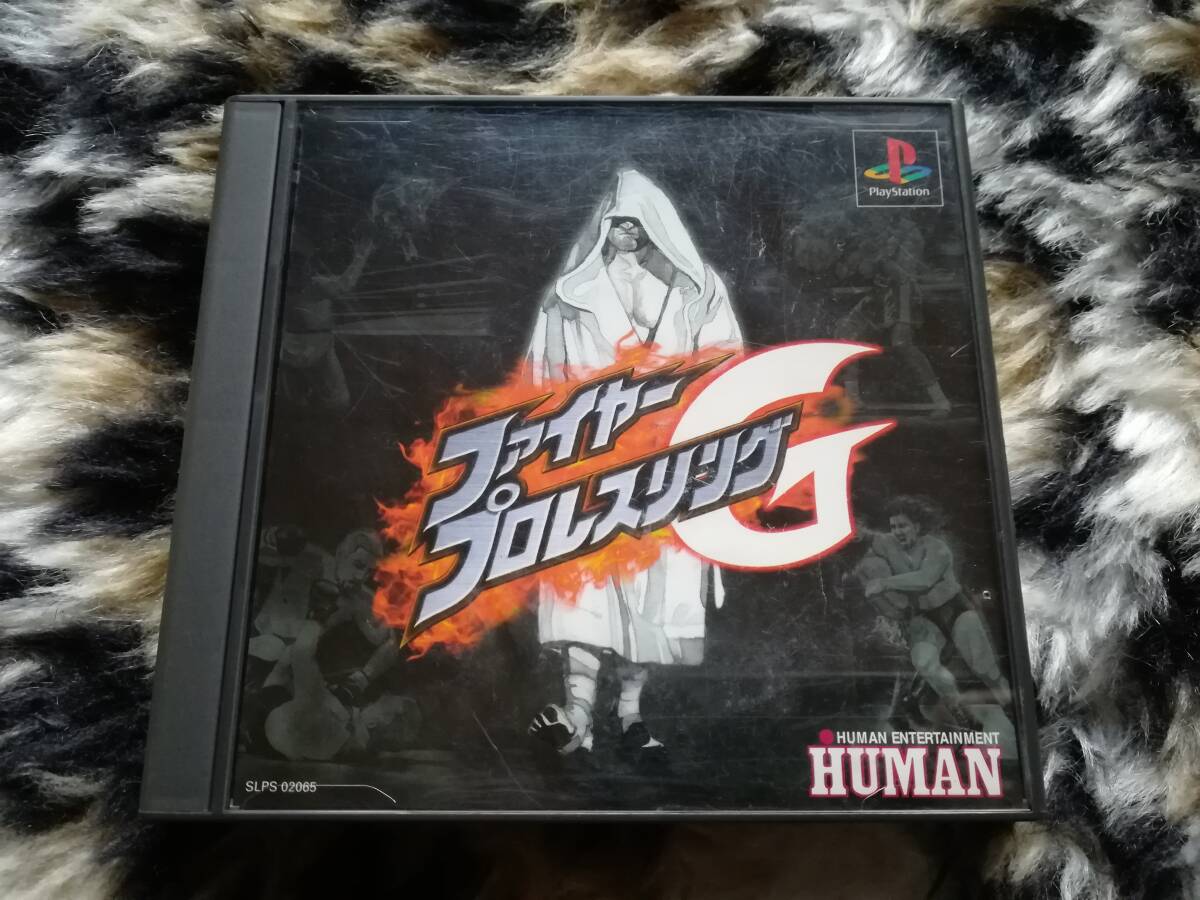 PlayStation
ファイヤー
プロレスリング
G
HUMAN ENTERTAINMENT
HUMAN
SLPS 02065